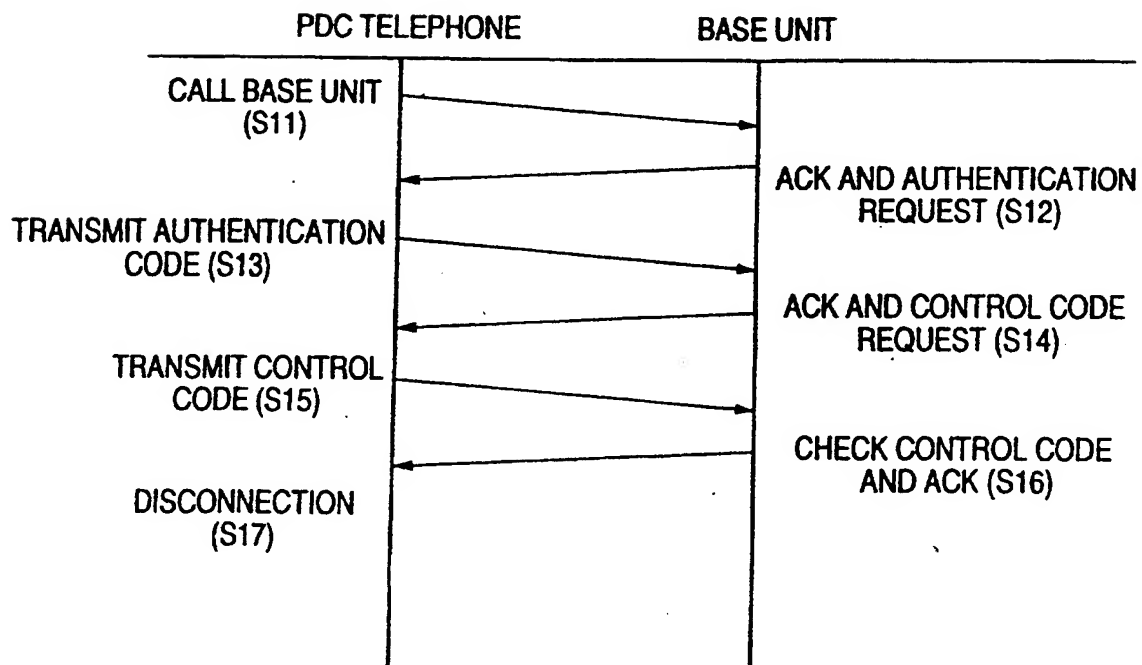 PDC TELEPHONE
BASE UNIT
CALL BASE UNIT
(S11)
ACK AND AUTHENTICATION
REQUEST (S12)
TRANSMIT AUTHENTICATION
CODE (S13)
ACK AND CONTROL CODE
REQUEST (S14)
TRANSMIT CONTROL
CODE (S15)
CHECK CONTROL CODE
AND ACK (S16)
DISCONNECTION
(S17)